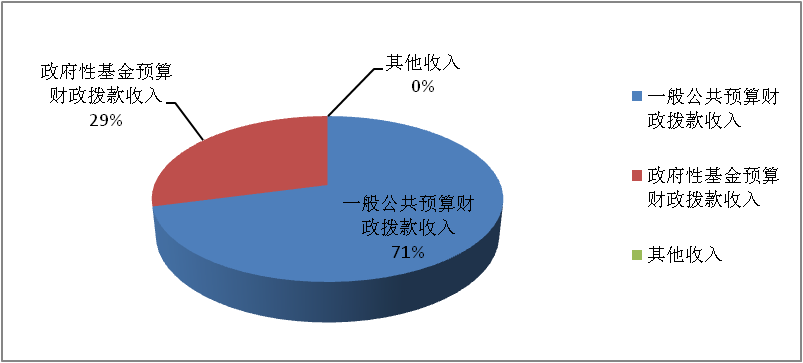 其他收入
0%
政府性基金预算
财政拨款收入
29%
一般公共预算财
政拨款收入
71%
一般公共预算财
政拨款收入
政府性基金预算
财政拨款收入
其他收入